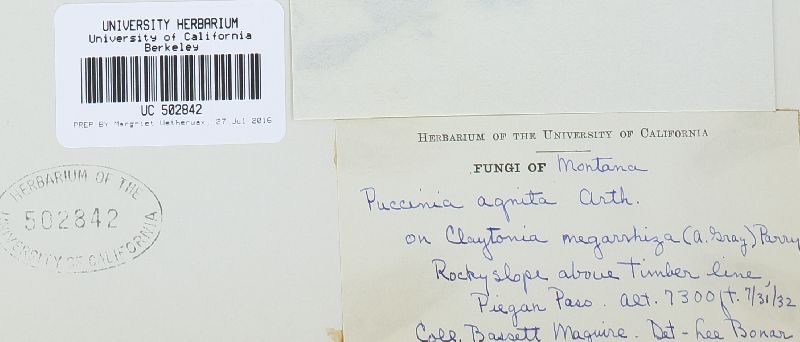 UNIVERSITY HERBARIUM
University of California
Berkeley
UC 502842
PREP BY Margriet Wetherwax, 27 Jul 2016
HERBARIUM OF THE
502842
UNIVERSITY OF CALIFORNIA
HERBARIUM OF THE UNIVERSITY OF CALIFORNIA
FUNGI OF Montana
Puccinia agnita Arth.
on Claytonia megarrhiza (A. Gray) Parry
Rocky slope above timber line,
Piegan Pass. alt. 7300 ft. 7/31/32
Coll. Bassett Maguire. Det - Lee Bonar